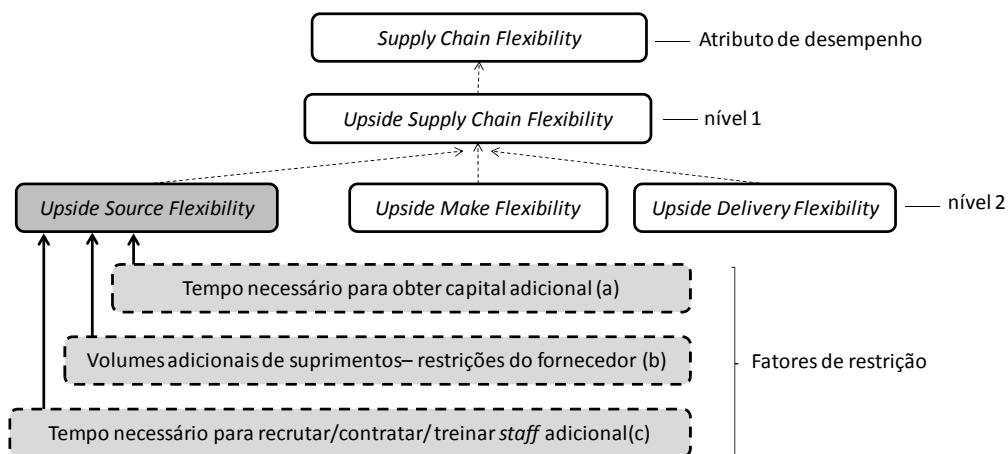 Supply Chain Flexibility
Atributo de desempenho
Upside Supply Chain Flexibility
nível 1
Upside Source Flexibility
Upside Make Flexibility
Upside Delivery Flexibility
nível 2
Tempo necessário para obter capital adicional (a)
Volumes adicionais de suprimentos– restrições do fornecedor (b)
Fatores de restrição
Tempo necessário para recrutar/contratar/ treinar staff adicional(c)